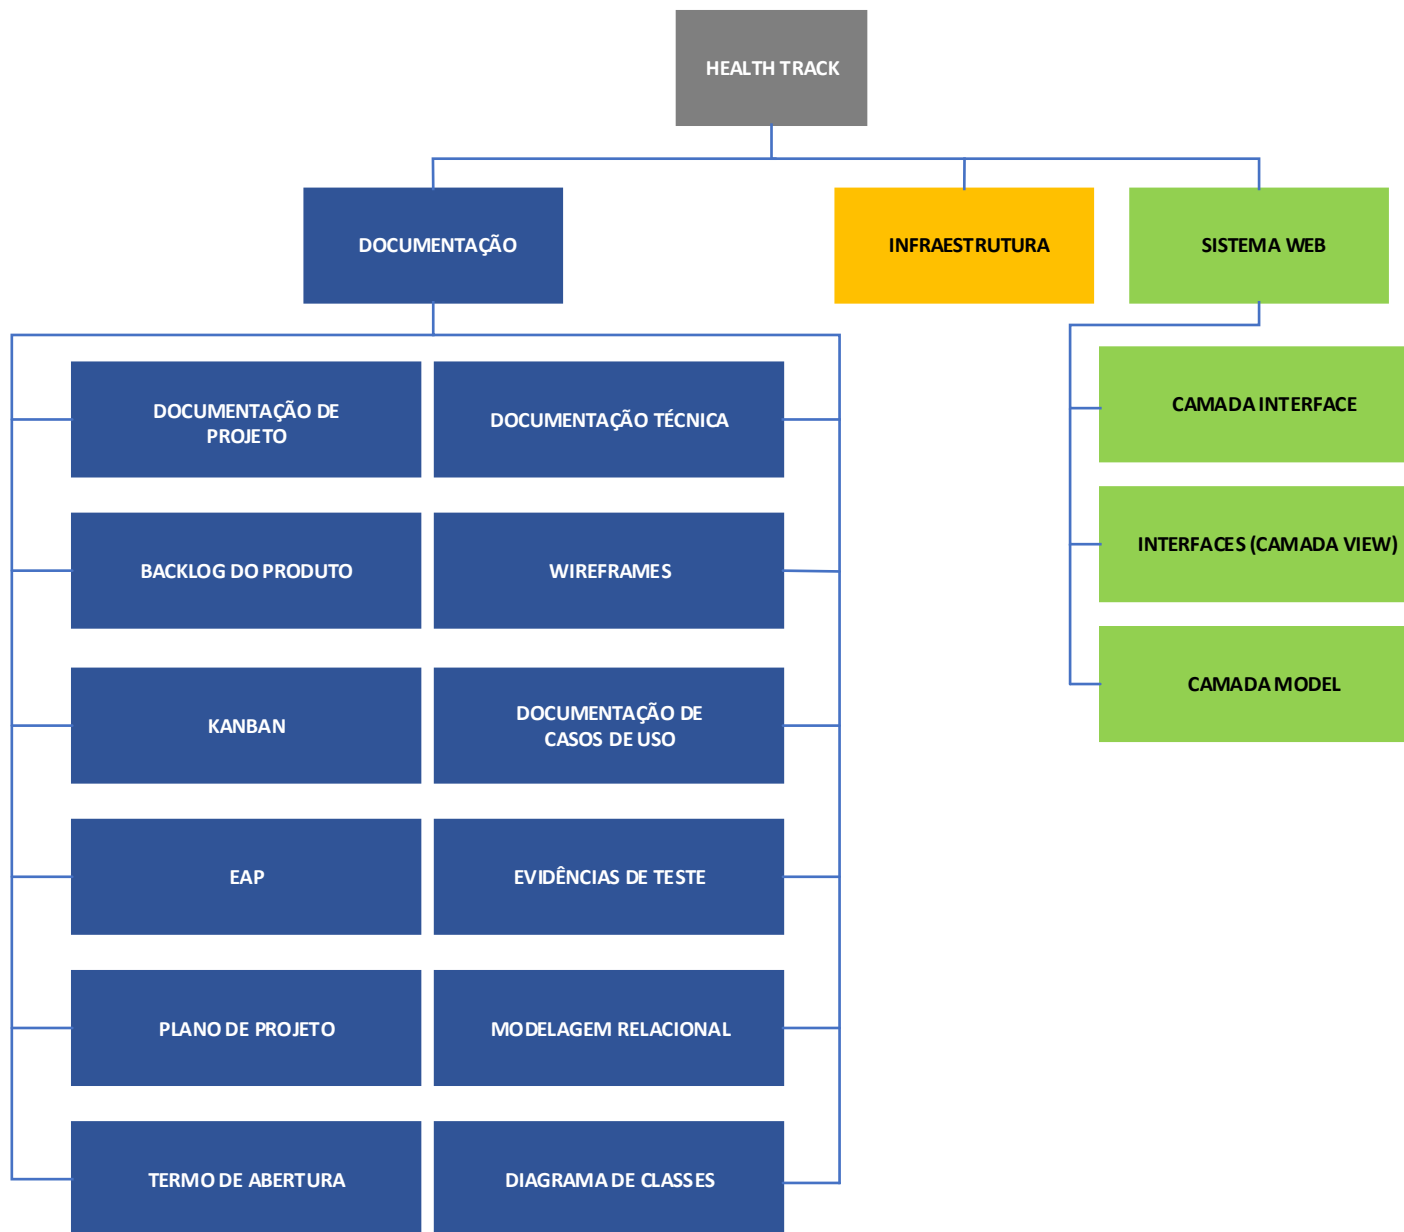 HEALTH TRACK
DOCUMENTAÇÃO
INFRAESTRUTURA
SISTEMA WEB
DOCUMENTAÇÃO DE
PROJETO
DOCUMENTAÇÃO TÉCNICA
BACKLOG DO PRODUTO
WIREFRAMES
KANBAN
DOCUMENTAÇÃO DE
CASOS DE USO
EAP
EVIDÊNCIAS DE TESTE
PLANO DE PROJETO
MODELAGEM RELACIONAL
TERMO DE ABERTURA
DIAGRAMA DE CLASSES
CAMADA INTERFACE
INTERFACES (CAMADA VIEW)
CAMADA MODEL